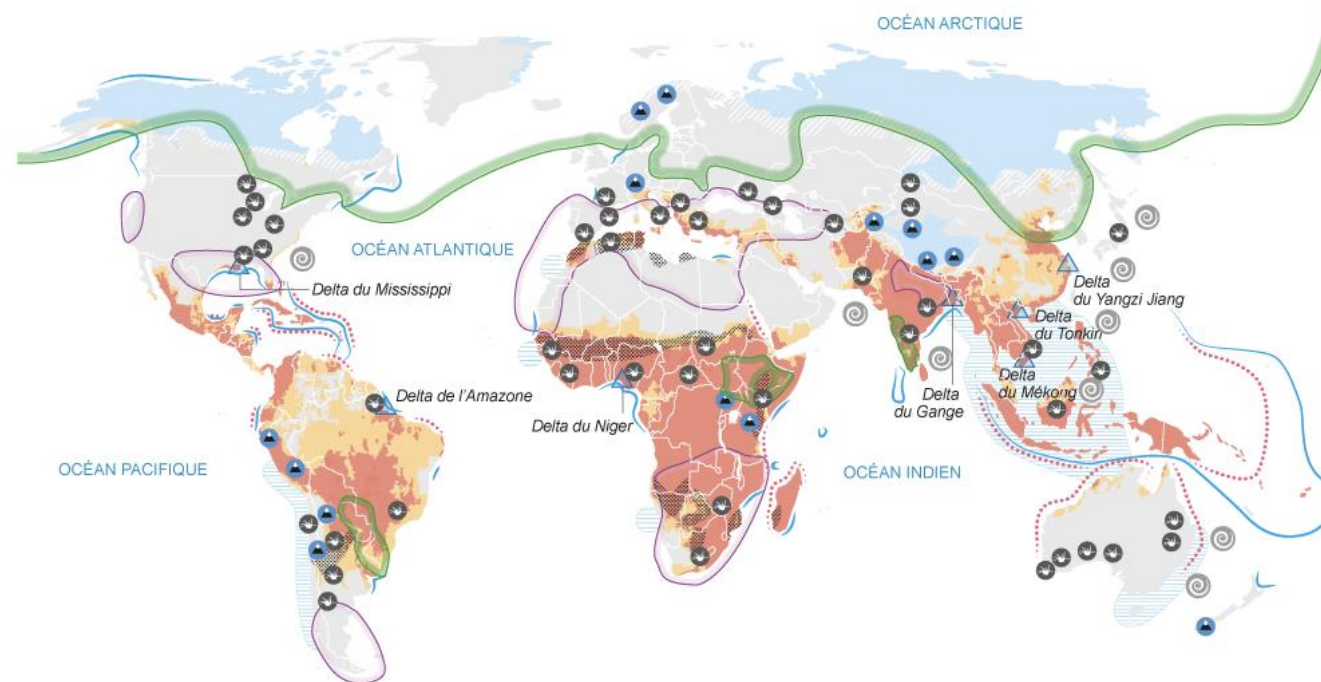 OCÉAN ARCTIQUE
OCÉAN ATLANTIQUE
Delta du Mississippi
Delta
du Yangzi Jiang
Delta
du Tonkin
Delta de l'Amazone
Delta
du Mékong
Delta
du Gange
Delta du Niger
OCÉAN PACIFIQUE
OCÉAN INDIEN